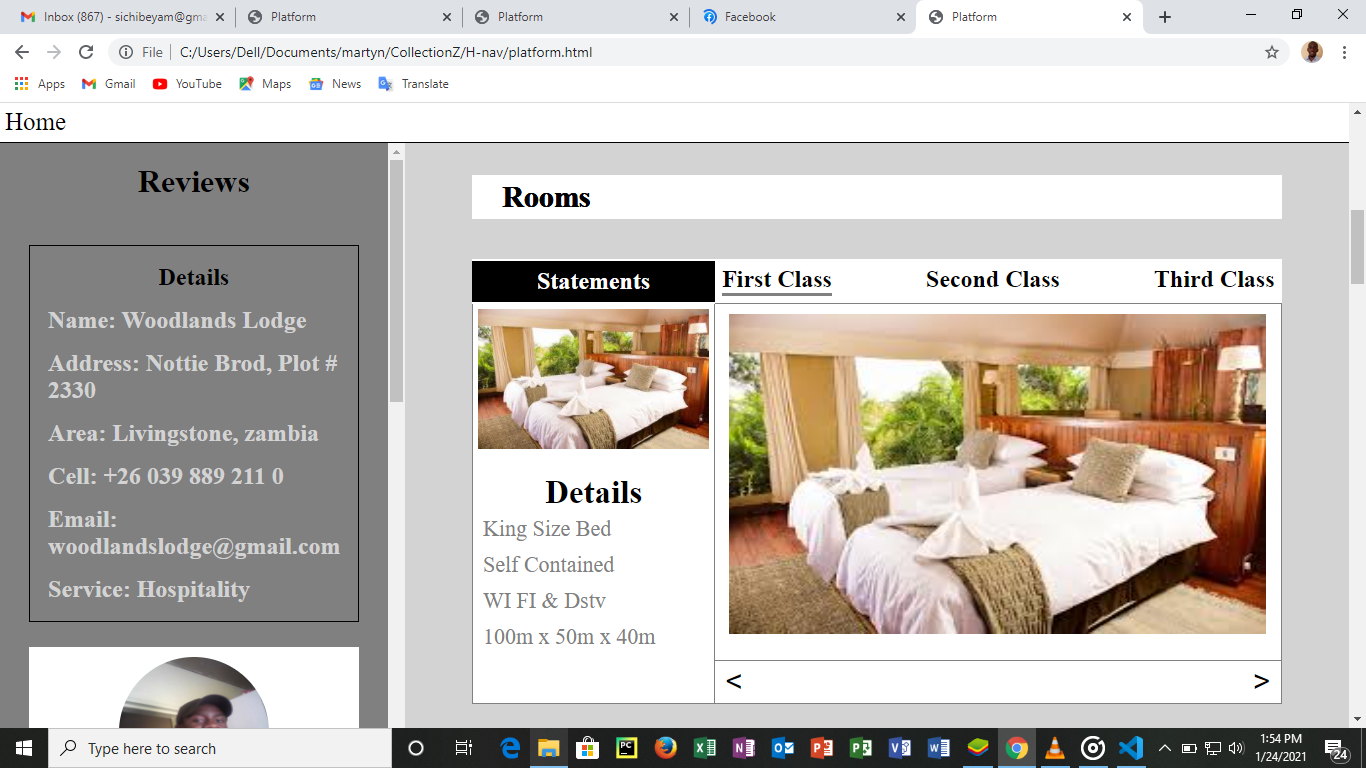 Inbox (867) - sichibeyam@gma
Platform
Platform
Facebook
Platform
File
C:/Users/Dell/Documents/martyn/CollectionZ/H-nav/platform.html
Apps
Gmail
YouTube
Maps
News
Translate
Home
Reviews
Details
Name: Woodlands Lodge
Address: Nottie Brod, Plot #
2330
Area: Livingstone, zambia
Cell: +26 039 889 211 0
Email:
woodlandslodge@gmail.com
Service: Hospitality
Rooms
Statements
First Class
Second Class
Third Class
Details
King Size Bed
Self Contained
WI FI & Dstv
100m x 50m x 40m
<
>
Type here to search
1:54 PM
1/24/2021
24